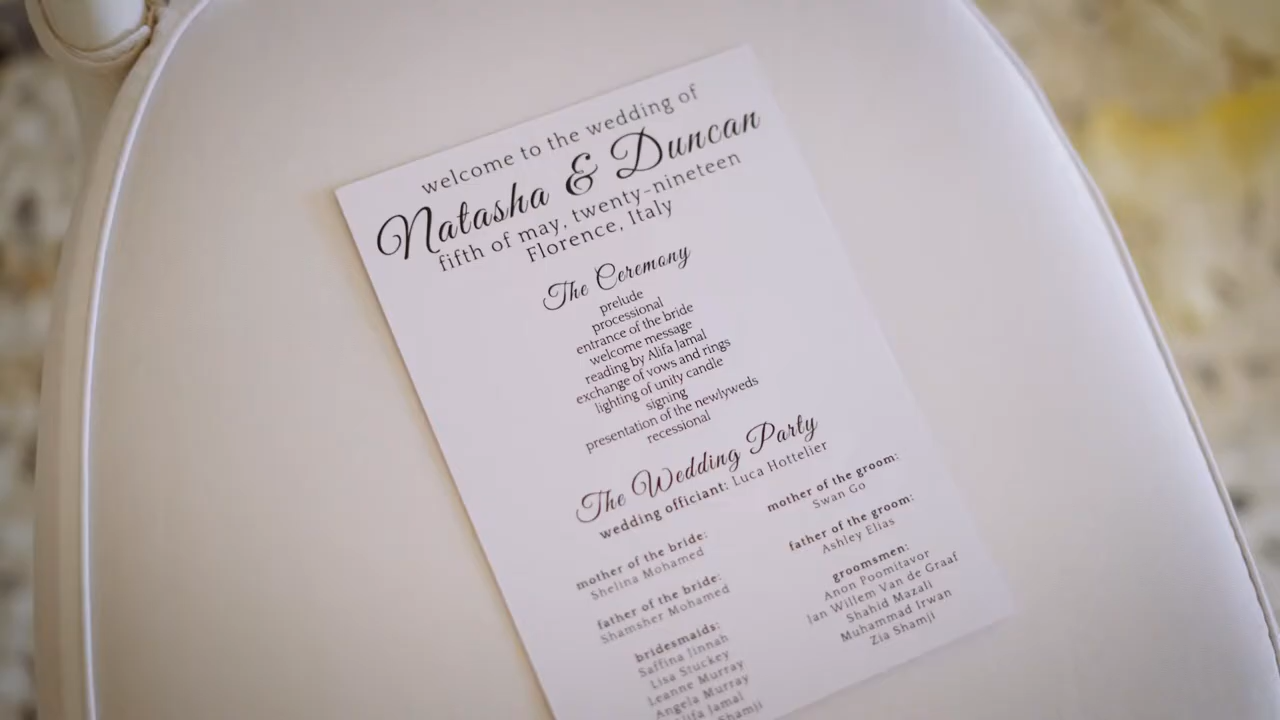 welcome to the wedding of
Natasha & Duncan
fifth of may, twenty-nineteen
Florence, Italy
The Ceremony
prelude
processional
entrance of the bride
welcome message
reading by Alifa Jamal
exchange of vows and rings
lighting of unity candle
signing
presentation of the newlyweds
recessional
The Wedding Party
wedding officiant: Luca Hottelier
mother of the bride:
Shelina Mohamed
father of the bride:
Shamsher Mohamed
bridesmaids:
Saffina Jinnah
Lisa Stuckey
Leanne Murray
Angela Murray
Alifa Jamal
Shamji
mother of the groom:
Swan Go
father of the groom:
Ashley Elias
groomsmen:
Anon Poomitavor
Jan Willem Van de Graaf
Shahid Mazali
Muhammad Irwan
Zia Shamji